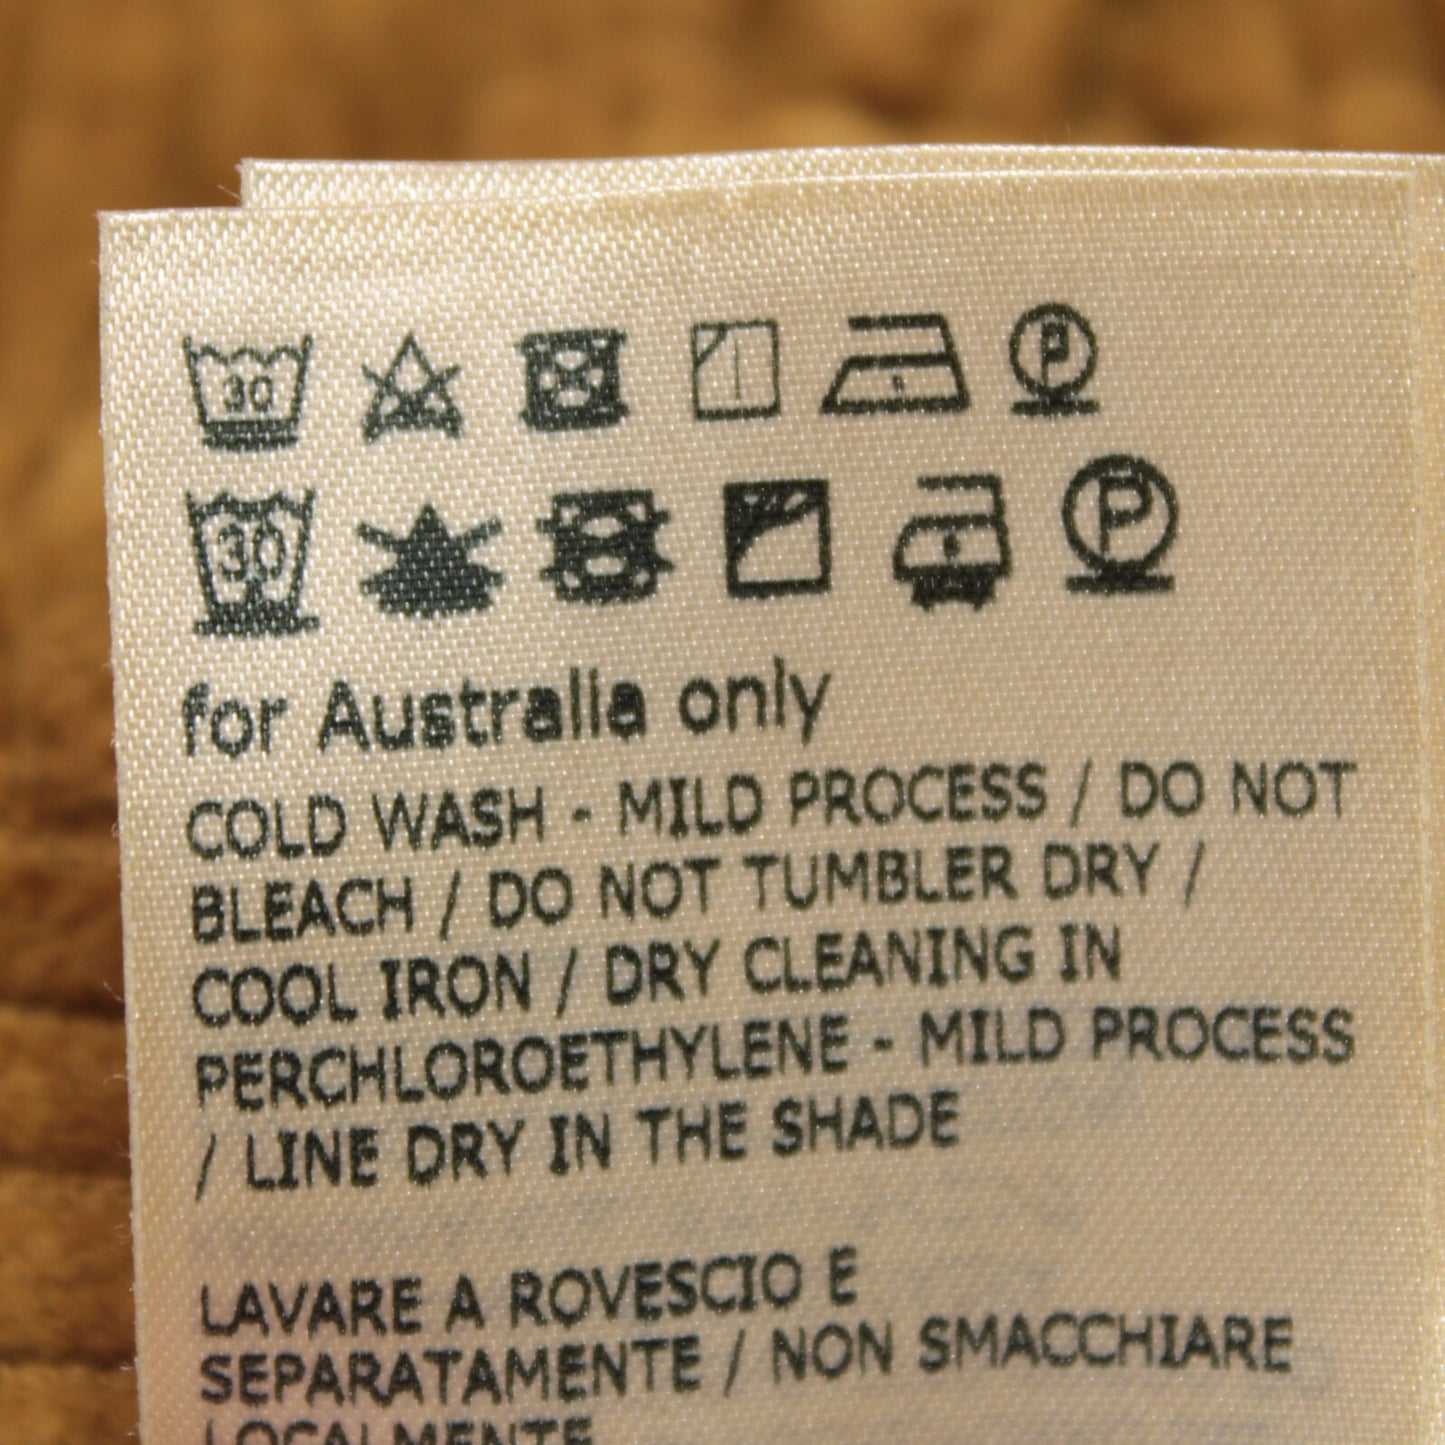 30
P
30
P
for Australia only
COLD WASH - MILD PROCESS / DO NOT
BLEACH / DO NOT TUMBLER DRY /
COOL IRON / DRY CLEANING IN
PERCHLOROETHYLENE - MILD PROCESS
/ LINE DRY IN THE SHADE
LAVARE A ROVESCIO E
SEPARATAMENTE / NON SMACCHIARE
LOCALMENTE